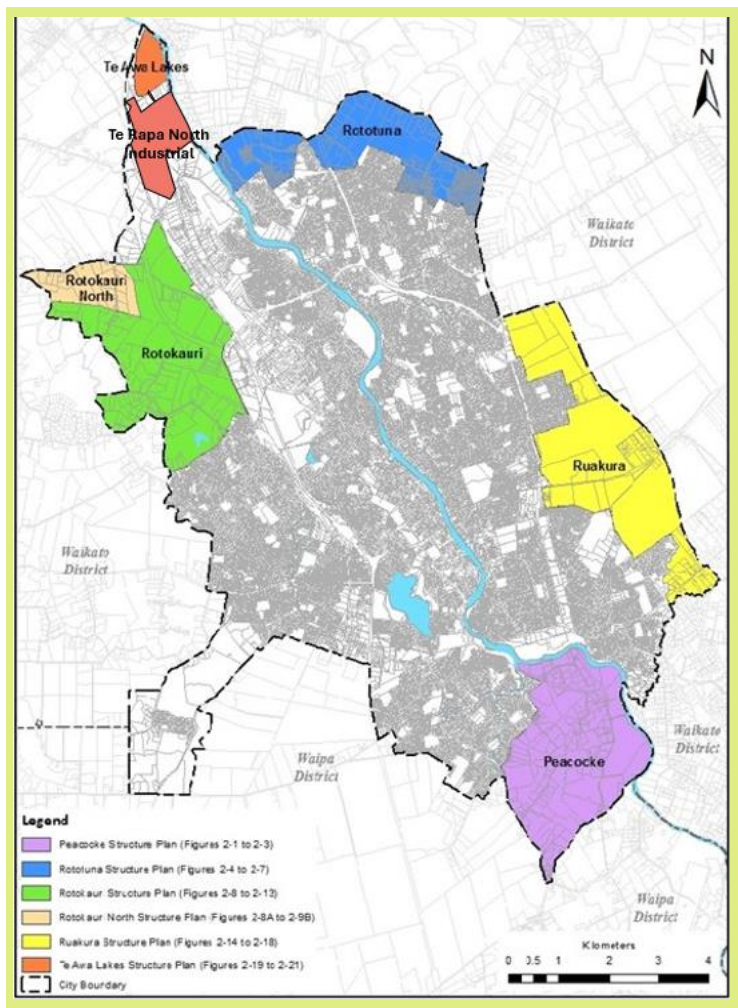 Te Awa Lakes
N
Te Rapa North
Industrial
Rototuna
Waikato
District
Rotokauri
North
Rotokauri
Ruakura
Waikato
District
Waikato
District
Waipa
District
Peacocke
Legend
Peacocke Structure Plan (Figures 2-1 to 2-3)
Rototuna Structure Plan (Figures 2-4 to 2-7)
Rotokaur Structure Plan (Figures 2-8 to 2-13)
Rotokaur North Structure Plan (Figures 2-8A to 2-9B)
Ruakura Structure Plan (Figures 2-14 to 2-18)
Te Awa Lakes Structure Plan (Figures 2-19 to 2-21)
City Boundary
Waipa
District
Kilometers
0 0.5 1 2 3 4